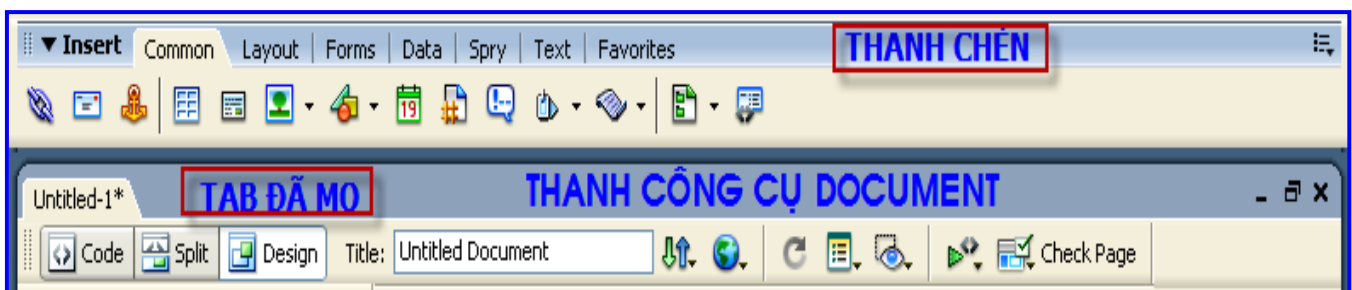 Insert Common Layout Forms Data Spry Text Favorites THANH CHÈN
19
Untitled-1* TAB ĐÃ MO THANH CÔNG CỤ DOCUMENT
Code Split Design Title: Untitled Document Check Page